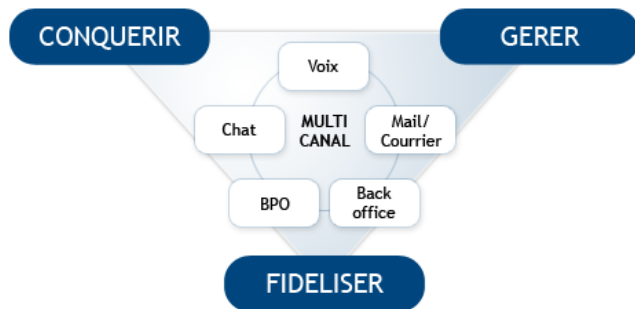 CONQUERIR
GERER
Voix
Chat
MULTI
CANAL
Mail/
Courrier
BPO
Back
office
FIDELISER